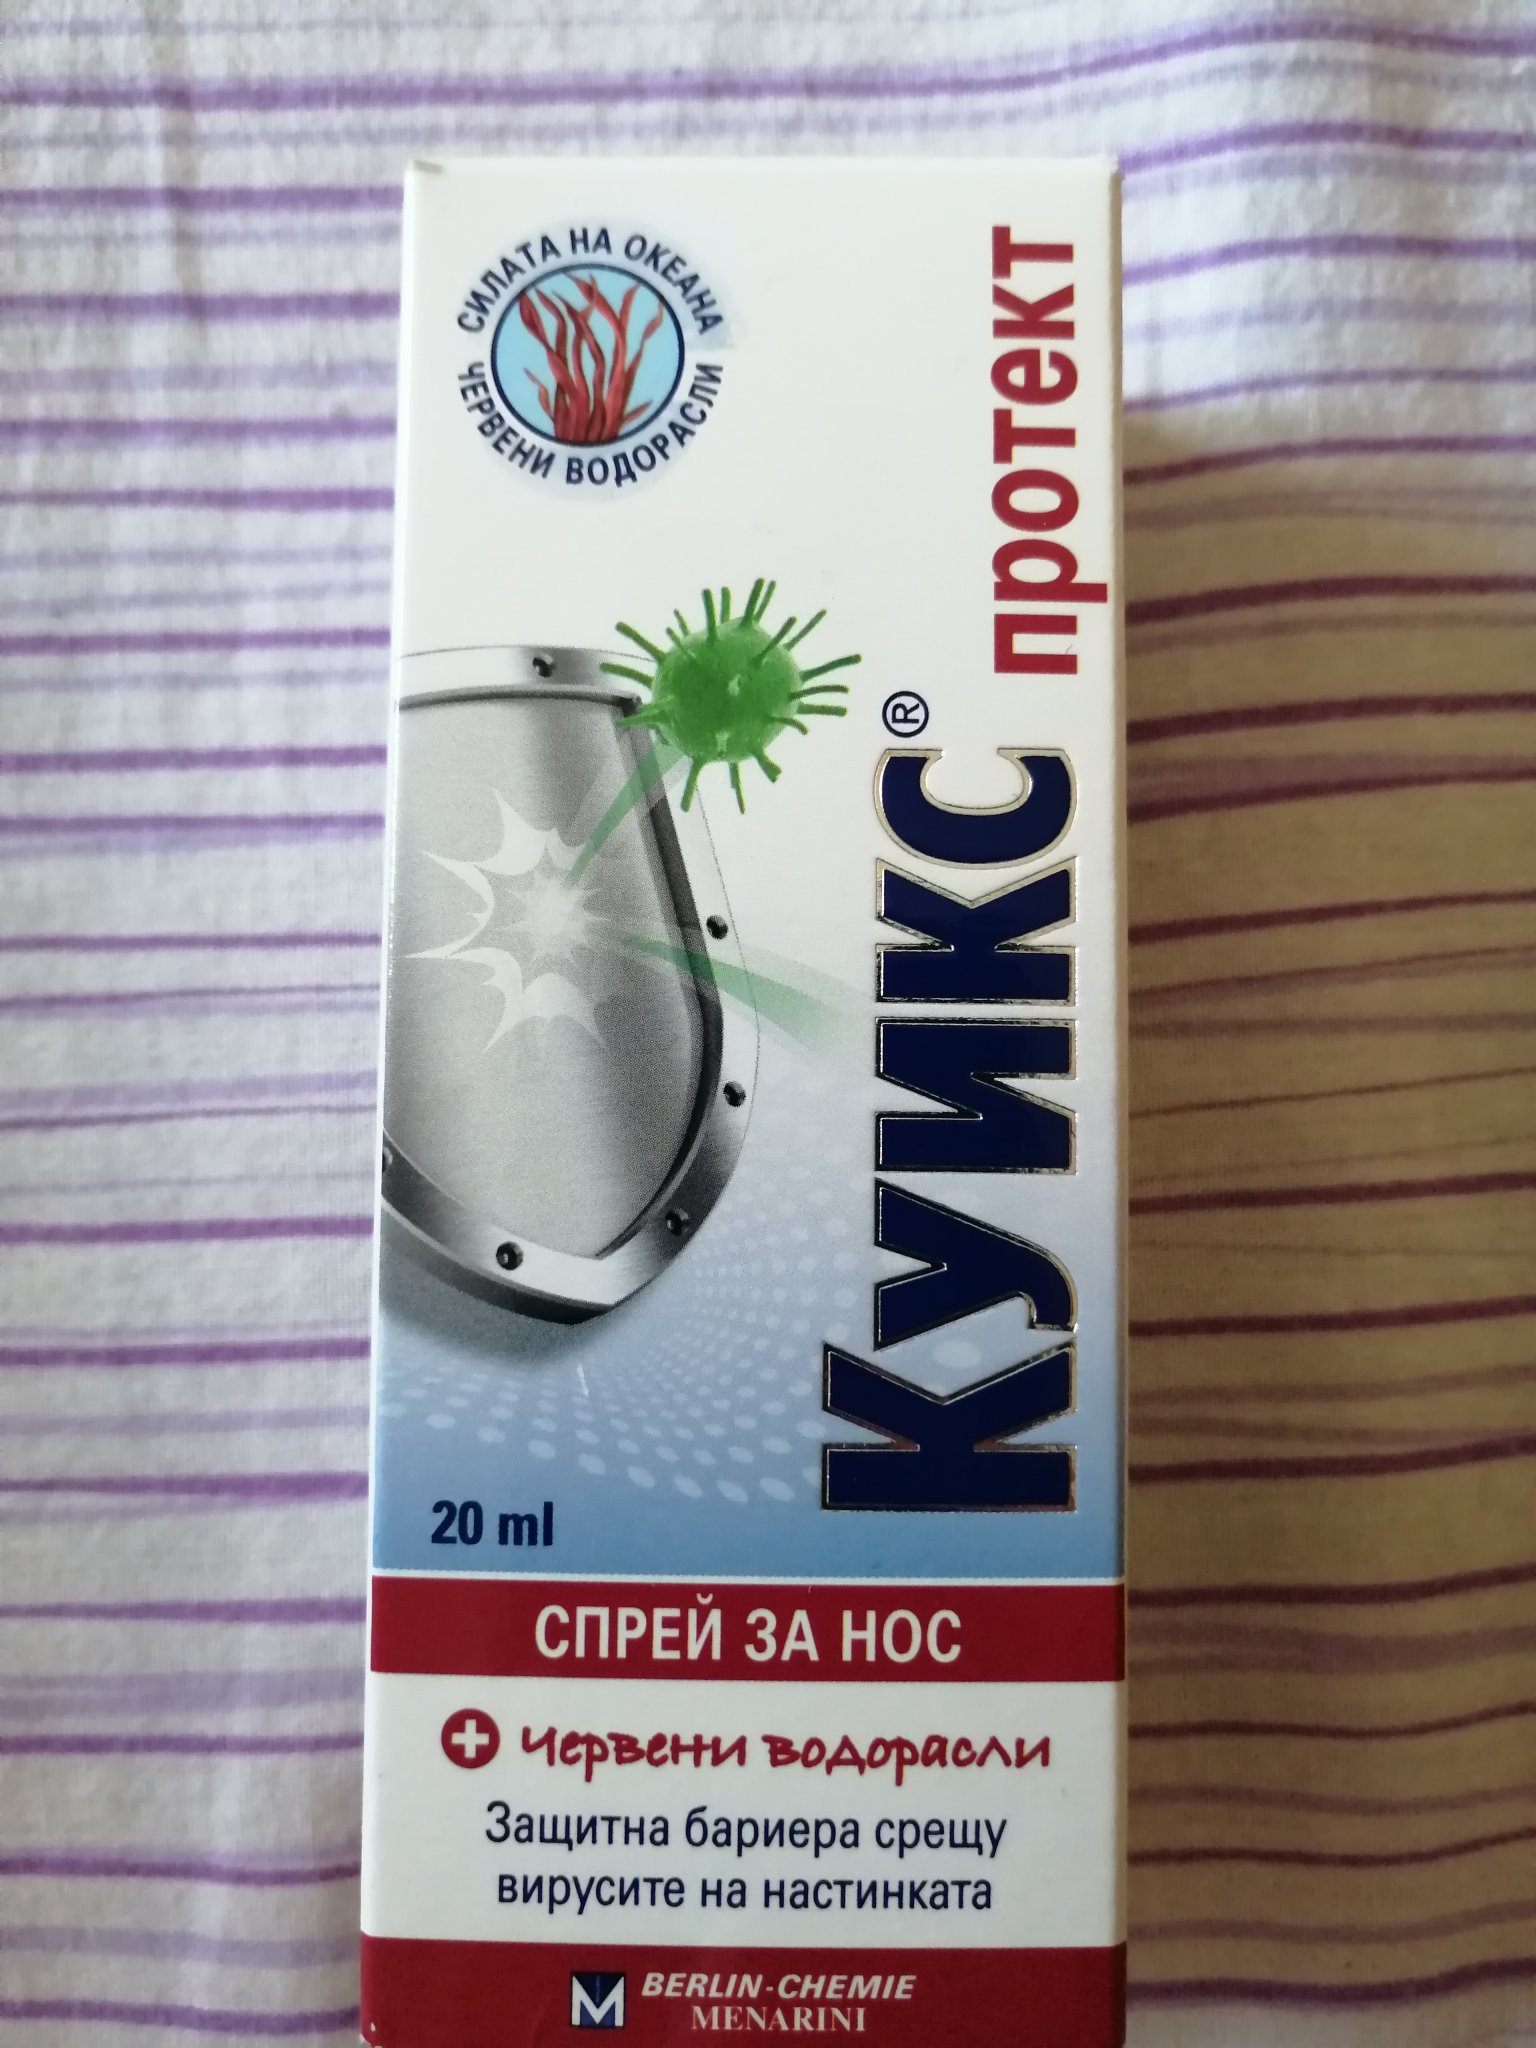 СИЛАТА НА ОКЕАНА
ЧЕРВЕНИ ВОДОРАСЛИ
Куикс® протект
20 ml
СПРЕЙ ЗА НОС
+ Червени водорасли
Защитна бариера срещу
вирусите на настинката
M BERLIN-CHEMIE
MENARINI